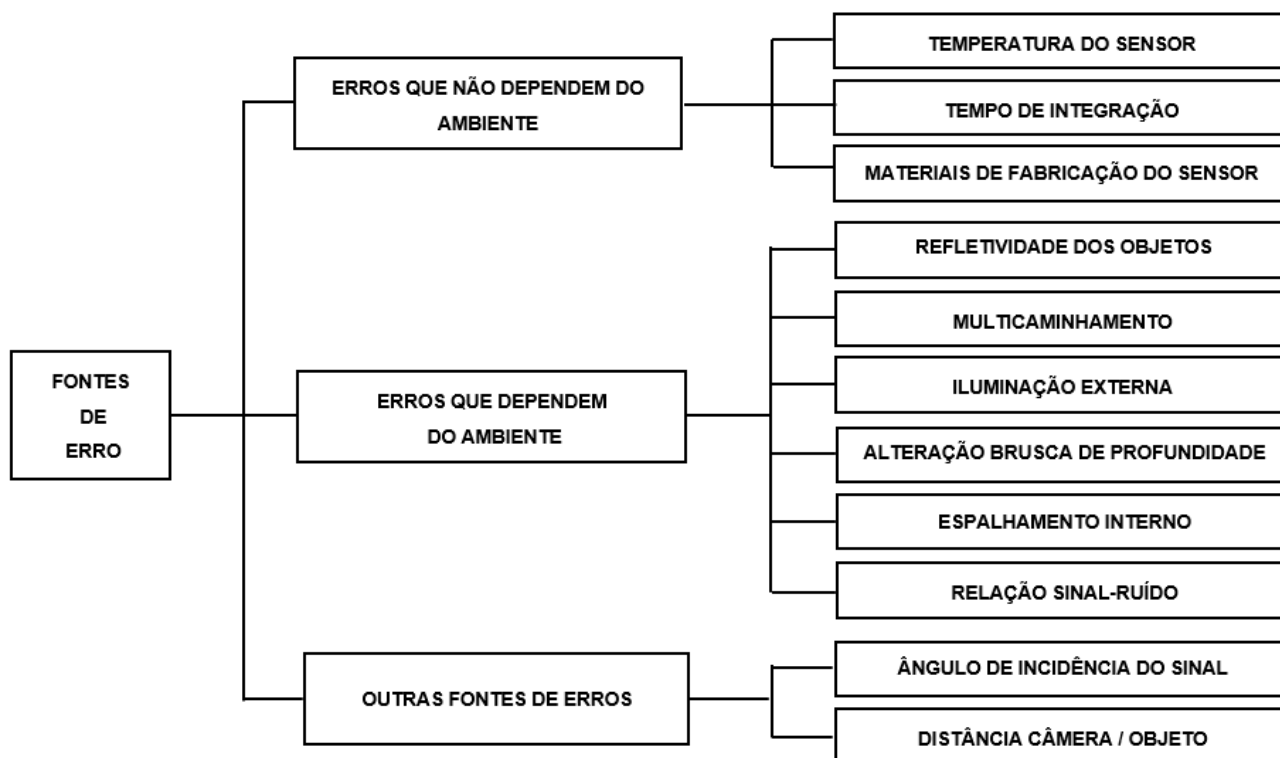 FONTES
DE
ERRO
ERROS QUE NÃO DEPENDEM DO
AMBIENTE
TEMPERATURA DO SENSOR
TEMPO DE INTEGRAÇÃO
MATERIAIS DE FABRICAÇÃO DO SENSOR
ERROS QUE DEPENDEM
DO AMBIENTE
REFLETIVIDADE DOS OBJETOS
MULTICAMINHAMENTO
ILUMINAÇÃO EXTERNA
ALTERAÇÃO BRUSCA DE PROFUNDIDADE
ESPALHAMENTO INTERNO
RELAÇÃO SINAL-RUÍDO
OUTRAS FONTES DE ERROS
ÂNGULO DE INCIDÊNCIA DO SINAL
DISTÂNCIA CÂMERA / OBJETO